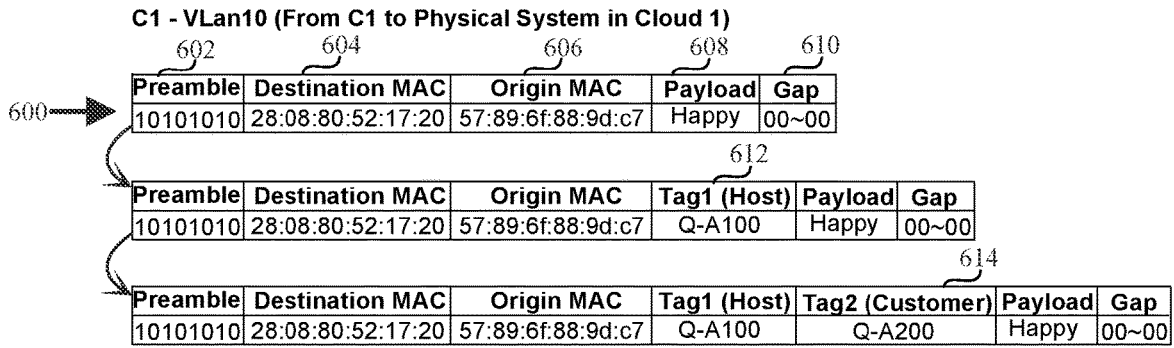 C1 - VLan10 (From C1 to Physical System in Cloud 1)
602 604 606 608 610
Preamble Destination MAC Origin MAC Payload Gap
600
10101010 28:08:80:52:17:20 57:89:6f:88:9d:c7 Happy 00~00
612
Preamble Destination MAC Origin MAC Tag1 (Host) Payload Gap
10101010 28:08:80:52:17:20 57:89:6f:88:9d:c7 Q-A100 Happy 00~00
614
Preamble Destination MAC Origin MAC Tag1 (Host) Tag2 (Customer) Payload Gap
10101010 28:08:80:52:17:20 57:89:6f:88:9d:c7 Q-A100 Q-A200 Happy 00~00